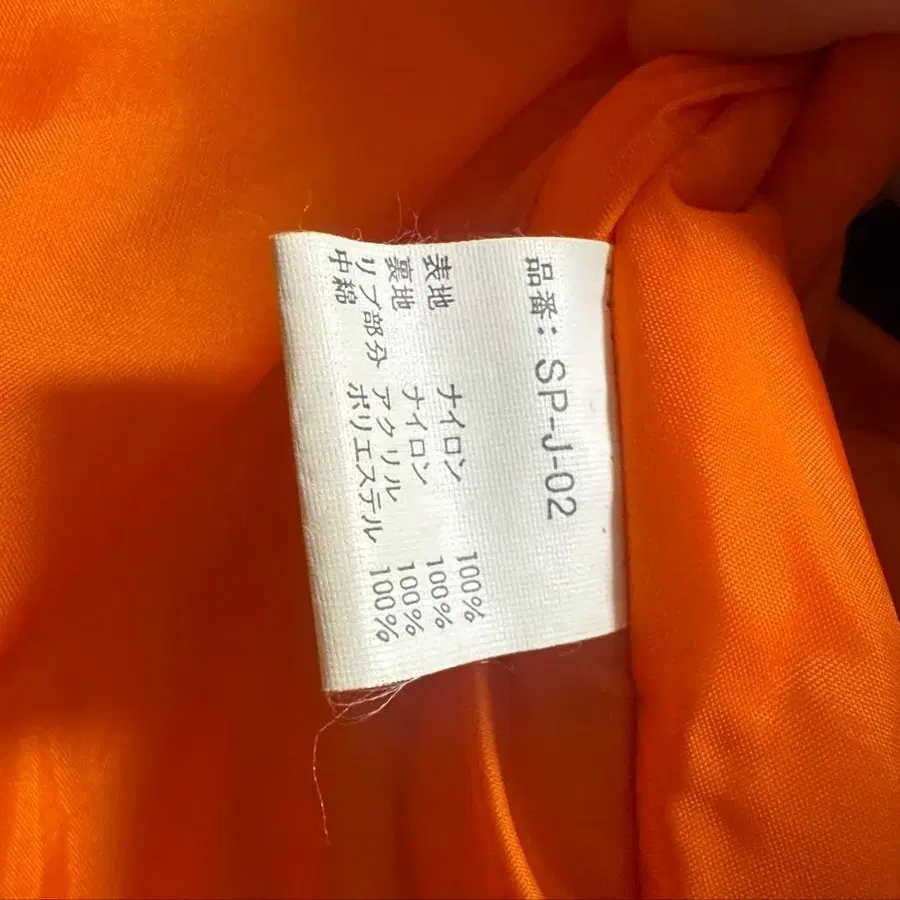 品番: SP-J-02
表地 ナイロン 100%
裏地 ナイロン 100%
リブ部分 アクリル 100%
中綿 ポリエステル 100%